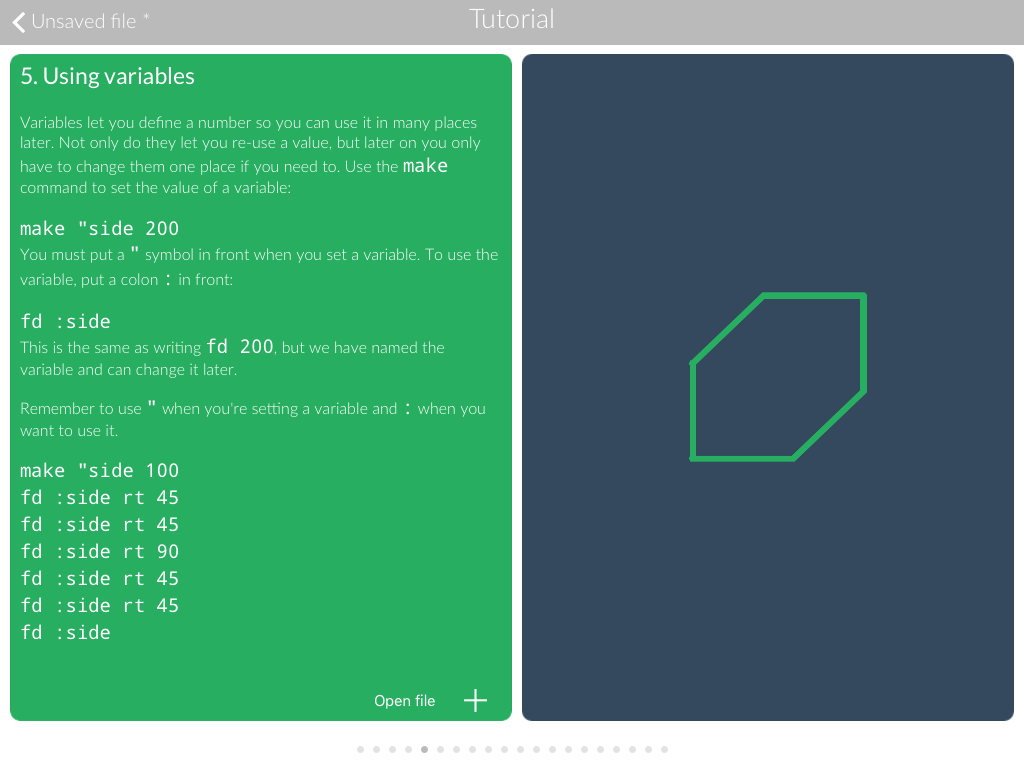 Unsaved file *
Tutorial
5. Using variables
Variables let you define a number so you can use it in many places
later. Not only do they let you re-use a value, but later on you only
have to change them one place if you need to. Use the make
command to set the value of a variable:
make "side 200
You must put a " symbol in front when you set a variable. To use the
variable, put a colon : in front:
fd :side
This is the same as writing fd 200, but we have named the
variable and can change it later.
Remember to use " when you're setting a variable and : when you
want to use it.
make "side 100
fd :side rt 45
fd :side rt 45
fd :side rt 90
fd :side rt 45
fd :side rt 45
fd :side
Open file